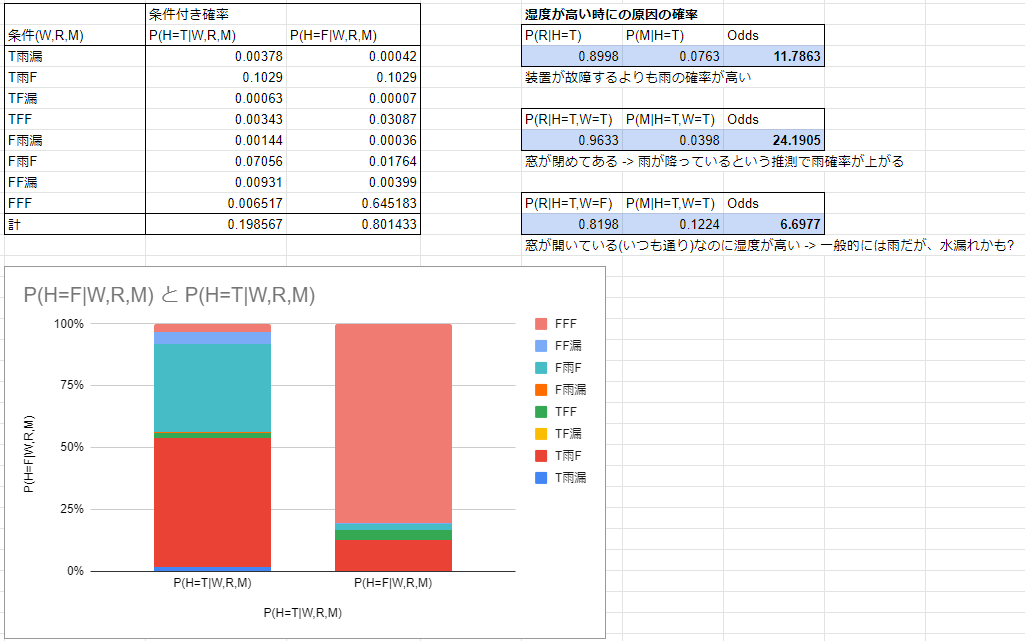 条件付き確率
条件(W,R,M) P(H=T|W,R,M) P(H=F|W,R,M)
T雨漏 0.00378 0.00042
T雨F 0.1029 0.1029
TF漏 0.00063 0.00007
TFF 0.00343 0.03087
F雨漏 0.00144 0.00036
F雨F 0.07056 0.01764
FF漏 0.00931 0.00399
FFF 0.006517 0.645183
計 0.198567 0.801433
湿度が高い時にの原因の確率
P(R|H=T) P(M|H=T) Odds
0.8998 0.0763 11.7863
装置が故障するよりも雨の確率が高い
P(R|H=T,W=T) P(M|H=T,W=T) Odds
0.9633 0.0398 24.1905
窓が閉めてある -> 雨が降っているという推測で雨確率が上がる
P(R|H=T,W=F) P(M|H=T,W=T) Odds
0.8198 0.1224 6.6977
窓が開いている(いつも通り)なのに湿度が高い -> 一般的には雨だが、水漏れかも?
P(H=F|W,R,M) と P(H=T|W,R,M)
100%
75%
50%
25%
0%
P(H=F|W,R,M)
P(H=T|W,R,M) P(H=F|W,R,M)
P(H=T|W,R,M)
FFF
FF漏
F雨F
F雨漏
TFF
TF漏
T雨F
T雨漏